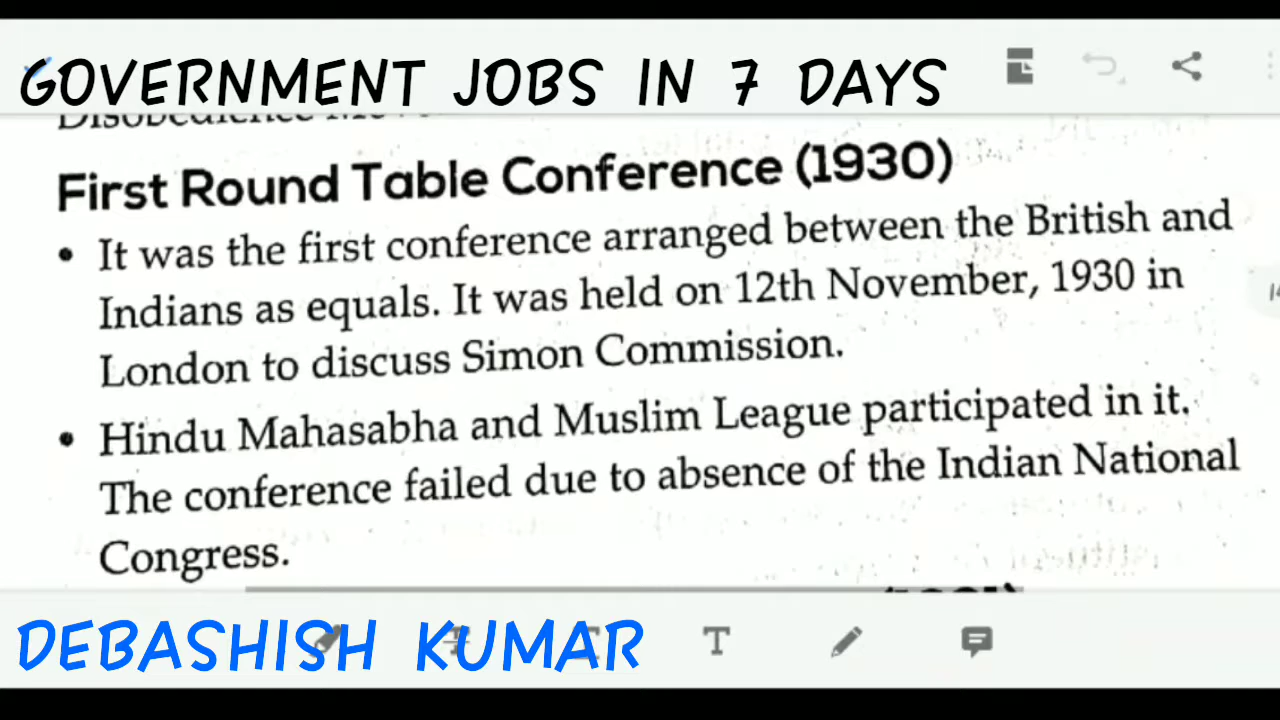 GOVERNMENT JOBS IN 7 DAYS
First Round Table Conference (1930)
• It was the first conference arranged between the British and
Indians as equals. It was held on 12th November, 1930 in
London to discuss Simon Commission.
• Hindu Mahasabha and Muslim League participated in it.
The conference failed due to absence of the Indian National
Congress.
DEBASHISH KUMAR
T